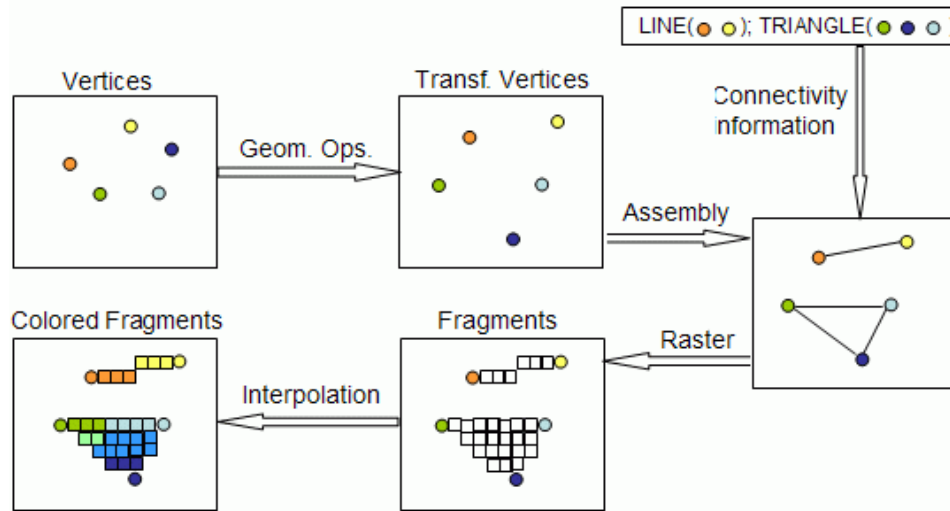 LINE( ); TRIANGLE( )
Vertices
Transf. Vertices
Connectivity
information
Geom. Ops.
Assembly
Colored Fragments
Fragments
Raster
Interpolation